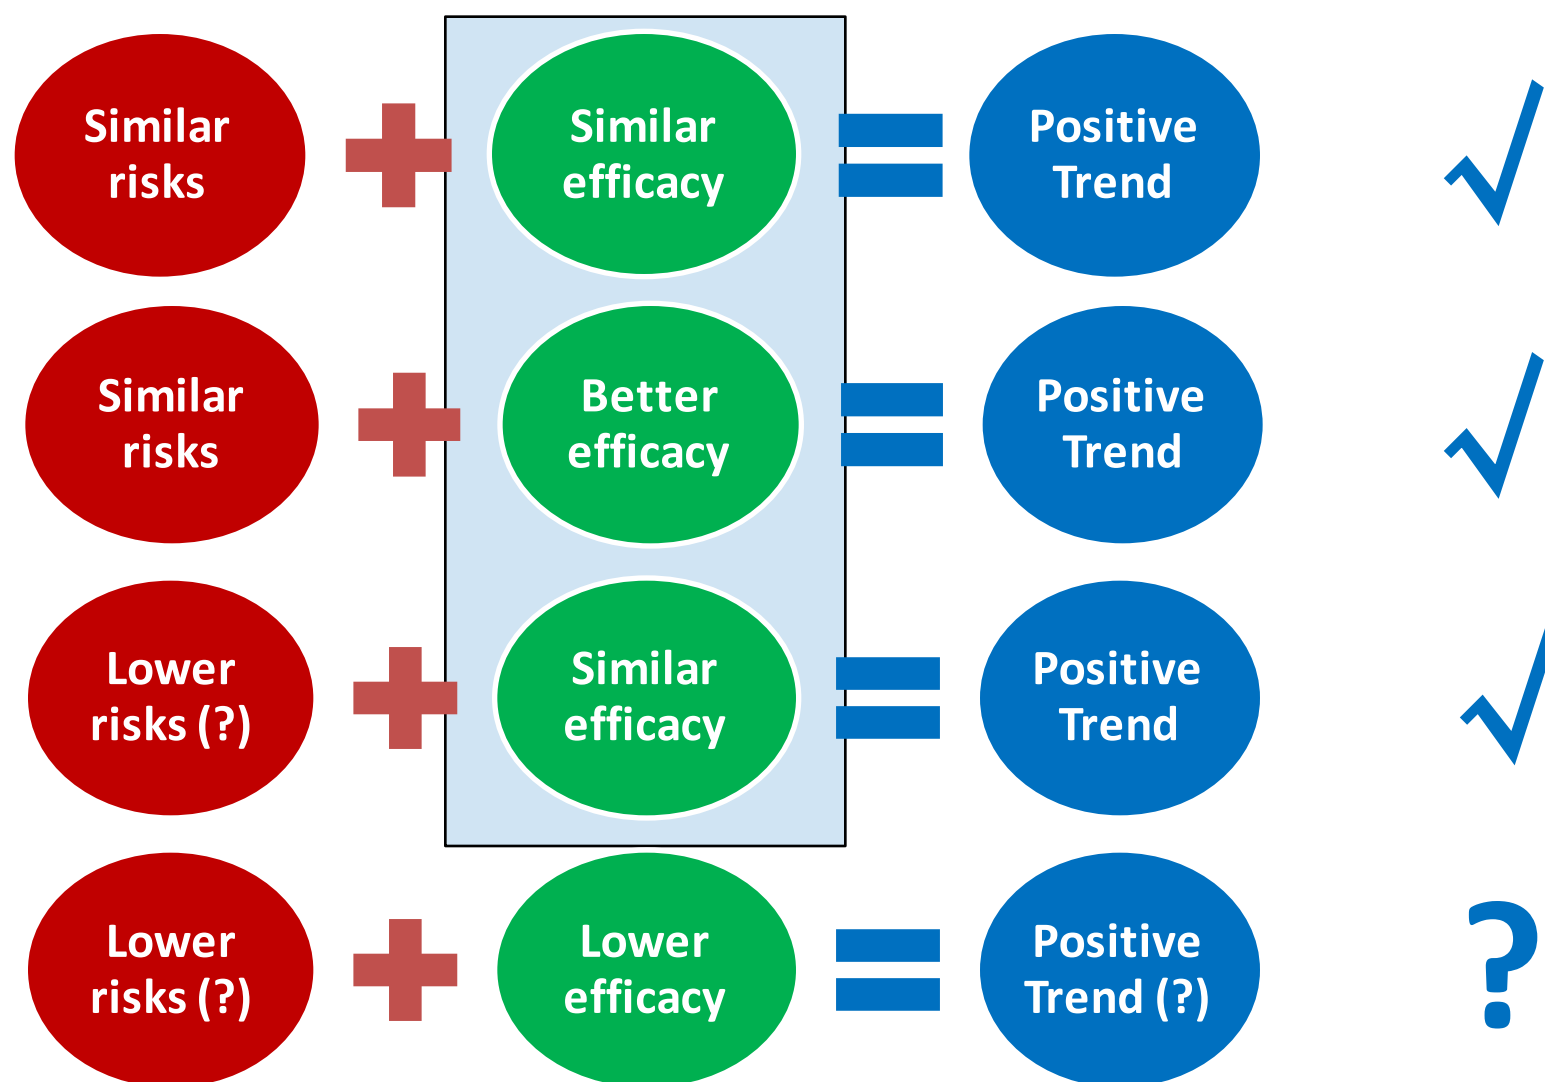 Similar
risks
Similar
efficacy
Positive
Trend
Similar
risks
Better
efficacy
Positive
Trend
Lower
risks (?)
Similar
efficacy
Positive
Trend
Lower
risks (?)
Lower
efficacy
Positive
Trend (?)
?